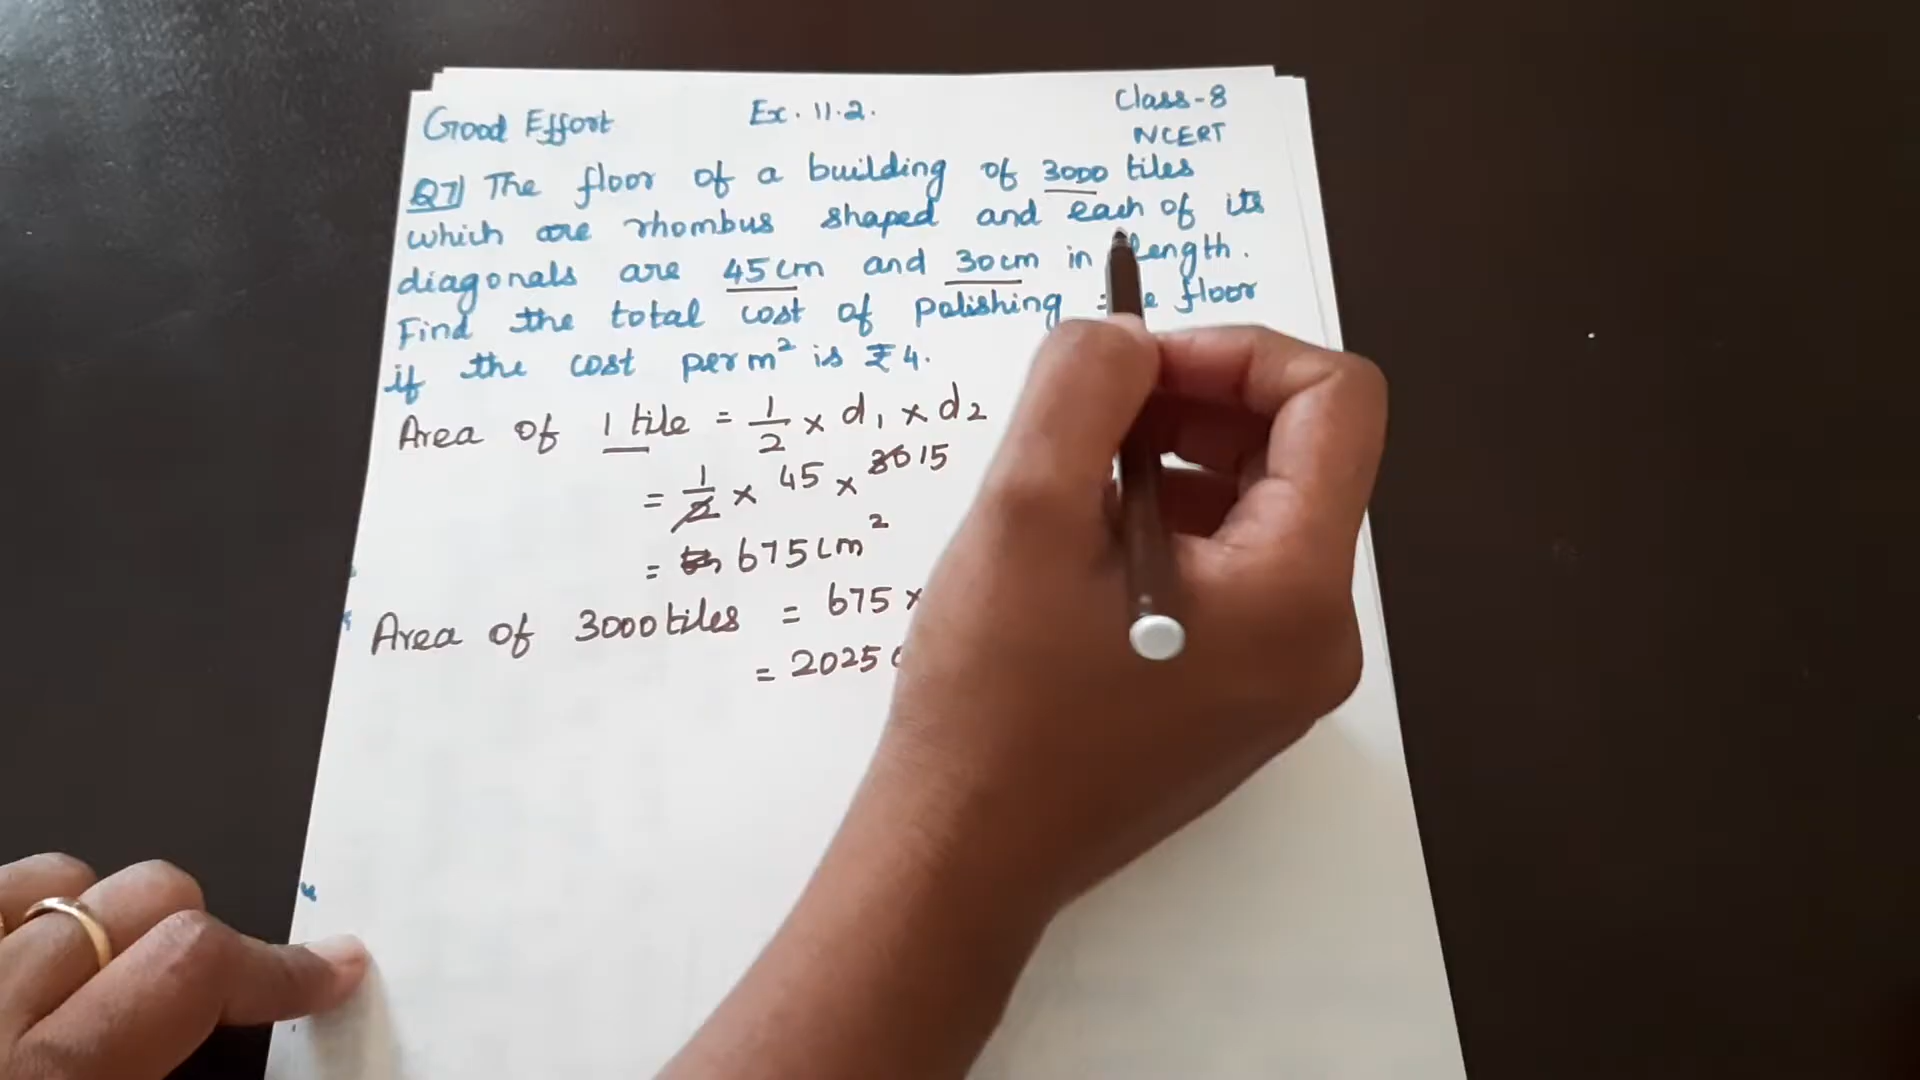 Good Effort Ex. 11.2. Class-8
NCERT
Q7) The floor of a building of 3000 tiles
which are rhombus shaped and each of its
diagonals are 45cm and 30cm in length.
Find the total cost of polishing floor
if the cost per m² is ₹4.
Area of 1 tile = 1/2 × d₁ × d₂
= 1/2 × 45 × 30 15
= 675cm²
Area of 3000 tiles = 675 ×
= 2025